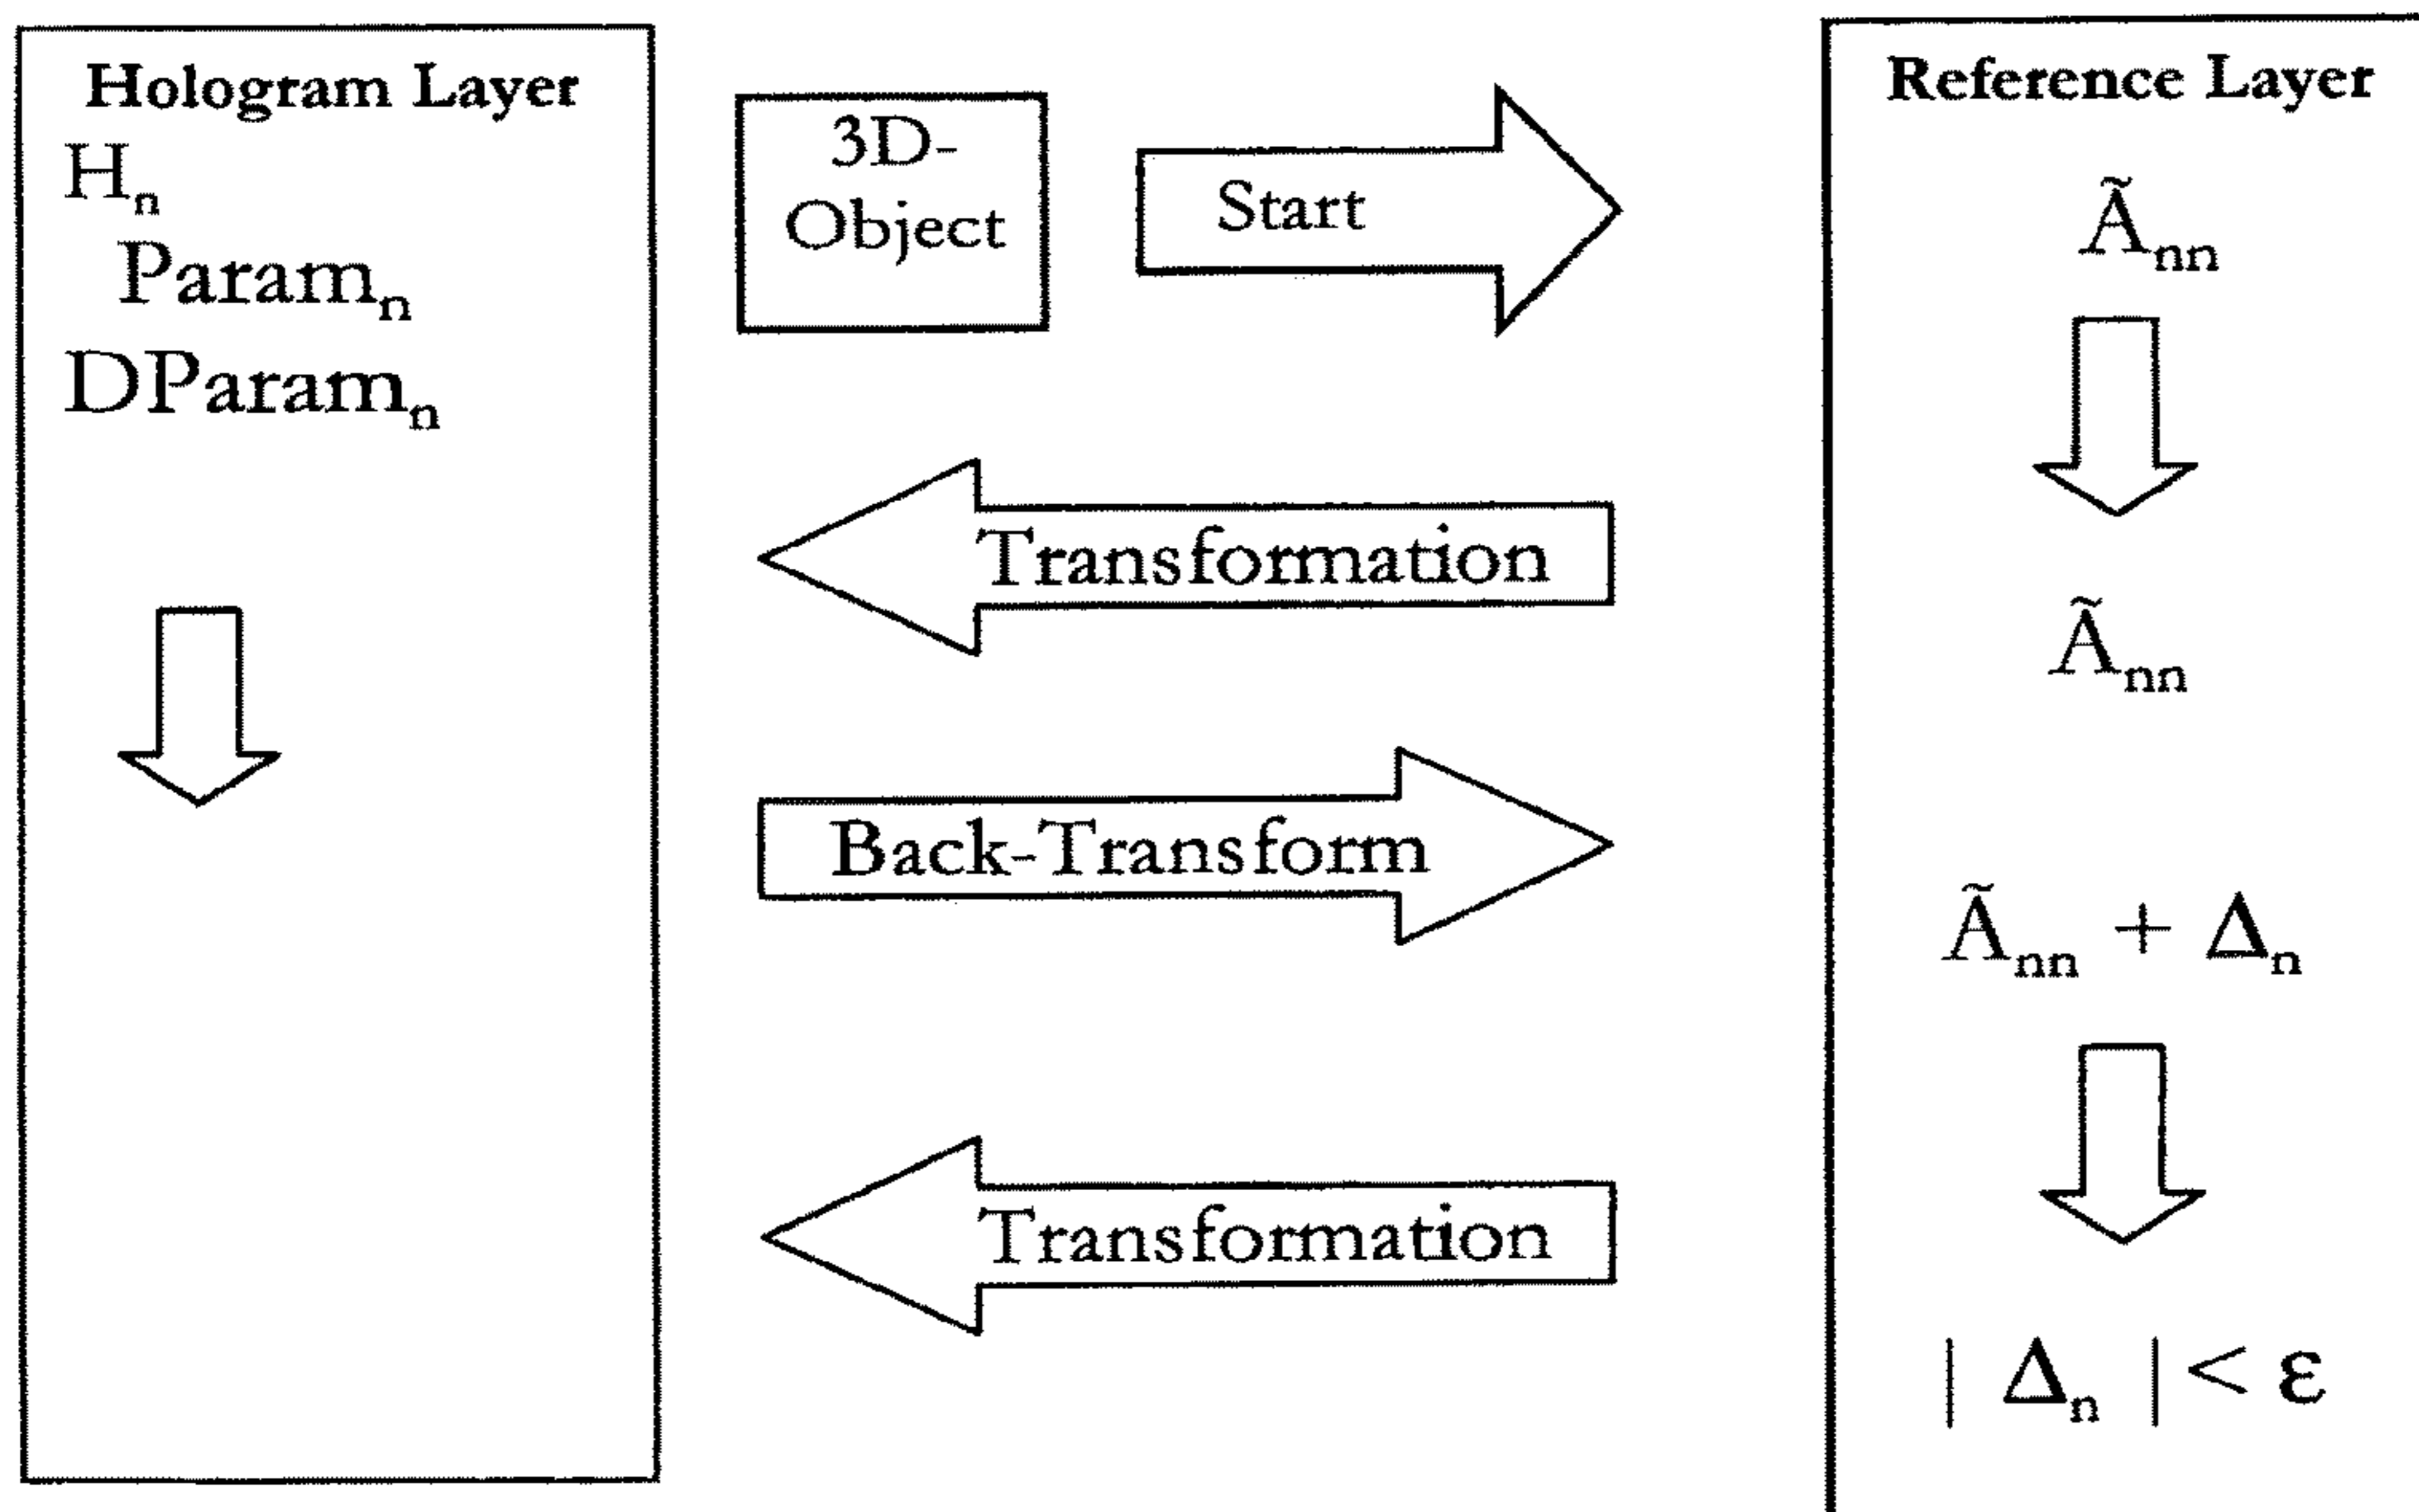 Hologram Layer
Hₙ
Paramₙ
DParamₙ
3D-
Object
Start
Transformation
Back-Transform
Transformation
Reference Layer
Ãₙₙ
Ãₙₙ
Ãₙₙ + Δₙ
| Δₙ | < ε